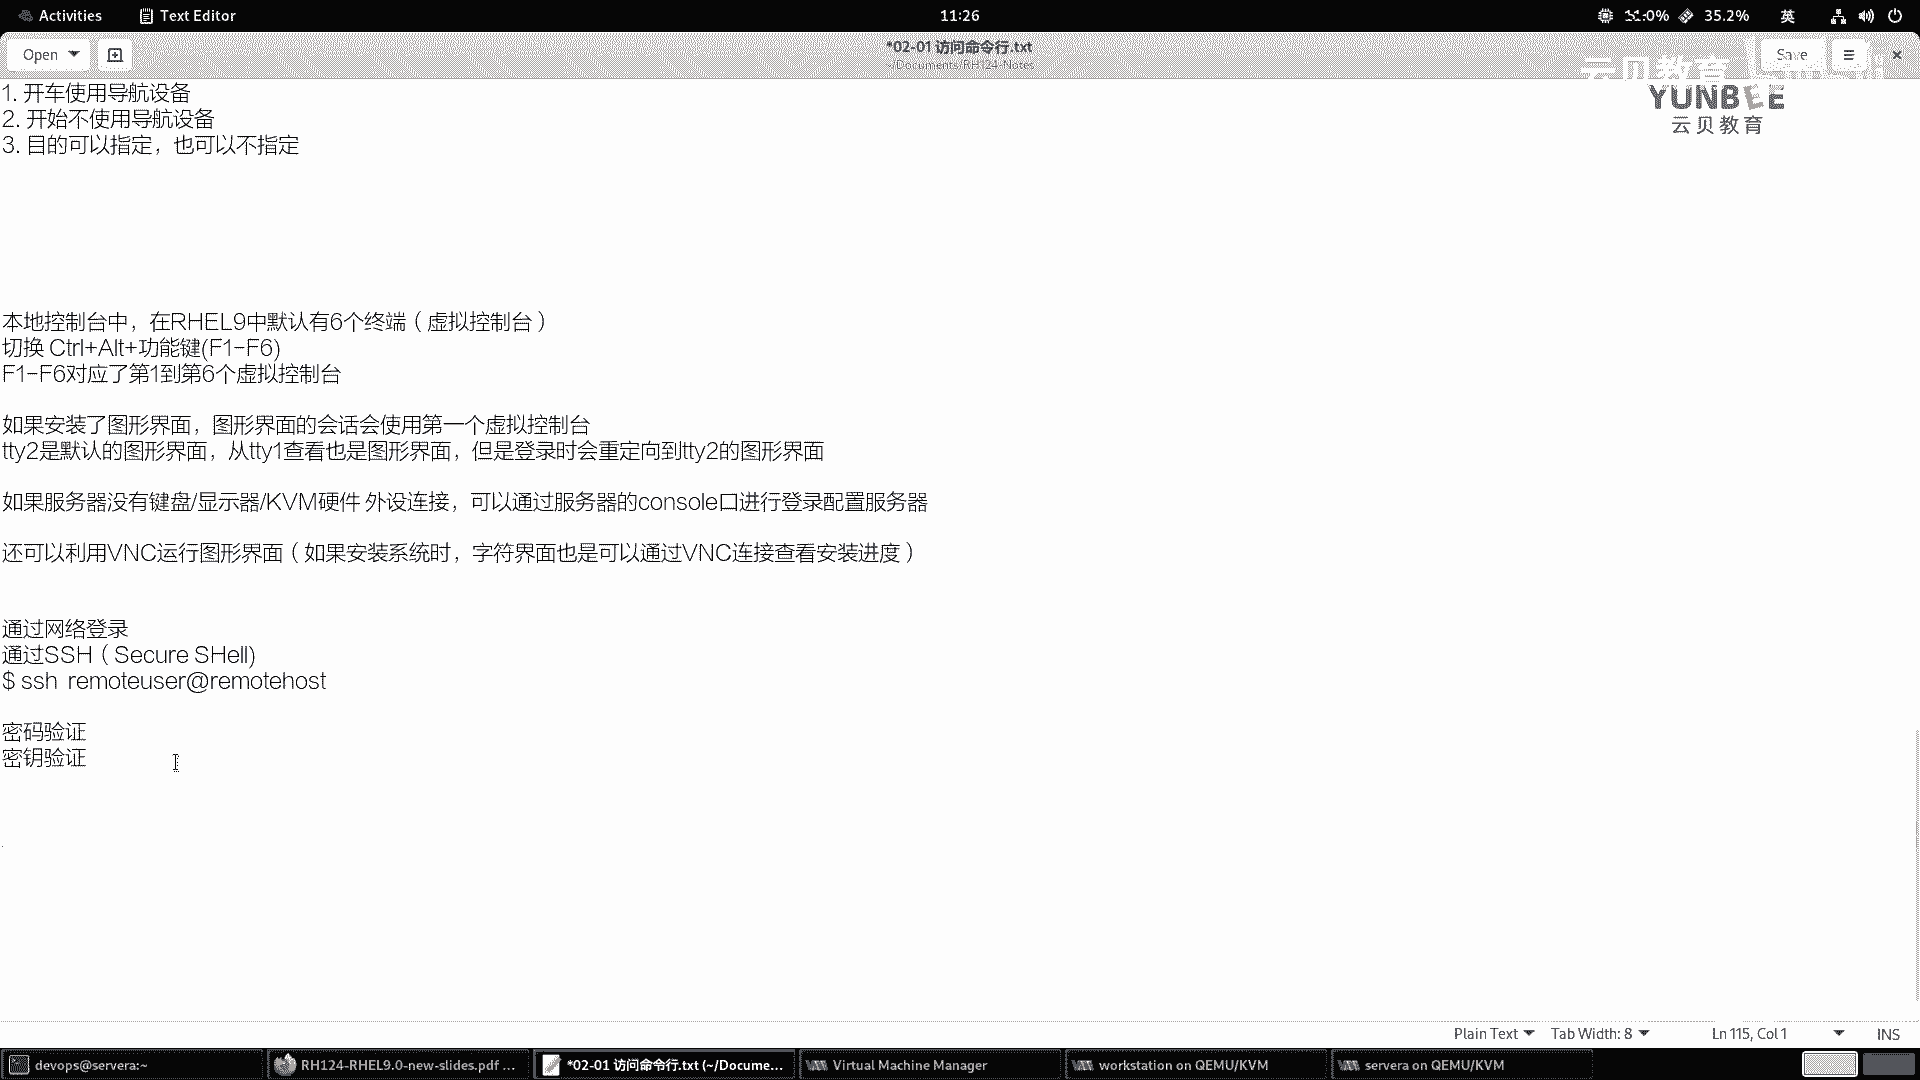 Activities
Text Editor
11:26
35.2%
英
Open
*02-01 访问命令行.txt
~/Documents/RH124-Notes
Save
YUNBEE
云贝教育
1. 开车使用导航设备
2. 开始不使用导航设备
3. 目的可以指定，也可以不指定
本地控制台中，在RHEL9中默认有6个终端（虚拟控制台）
切换 Ctrl+Alt+功能键(F1-F6)
F1-F6对应了第1到第6个虚拟控制台
如果安装了图形界面，图形界面的会话会使用第一个虚拟控制台
tty2是默认的图形界面，从tty1查看也是图形界面，但是登录时会重定向到tty2的图形界面
如果服务器没有键盘/显示器/KVM硬件 外设连接，可以通过服务器的console口进行登录配置服务器
还可以利用VNC运行图形界面（如果安装系统时，字符界面也是可以通过VNC连接查看安装进度）
通过网络登录
通过SSH（Secure SHell)
$ ssh  remoteuser@remotehost
密码验证
密钥验证
Plain Text
Tab Width: 8
Ln 115, Col 1
INS
devops@servera:~
RH124-RHEL9.0-new-slides.pdf ...
*02-01 访问命令行.txt (~/Docume...
Virtual Machine Manager
workstation on QEMU/KVM
servera on QEMU/KVM